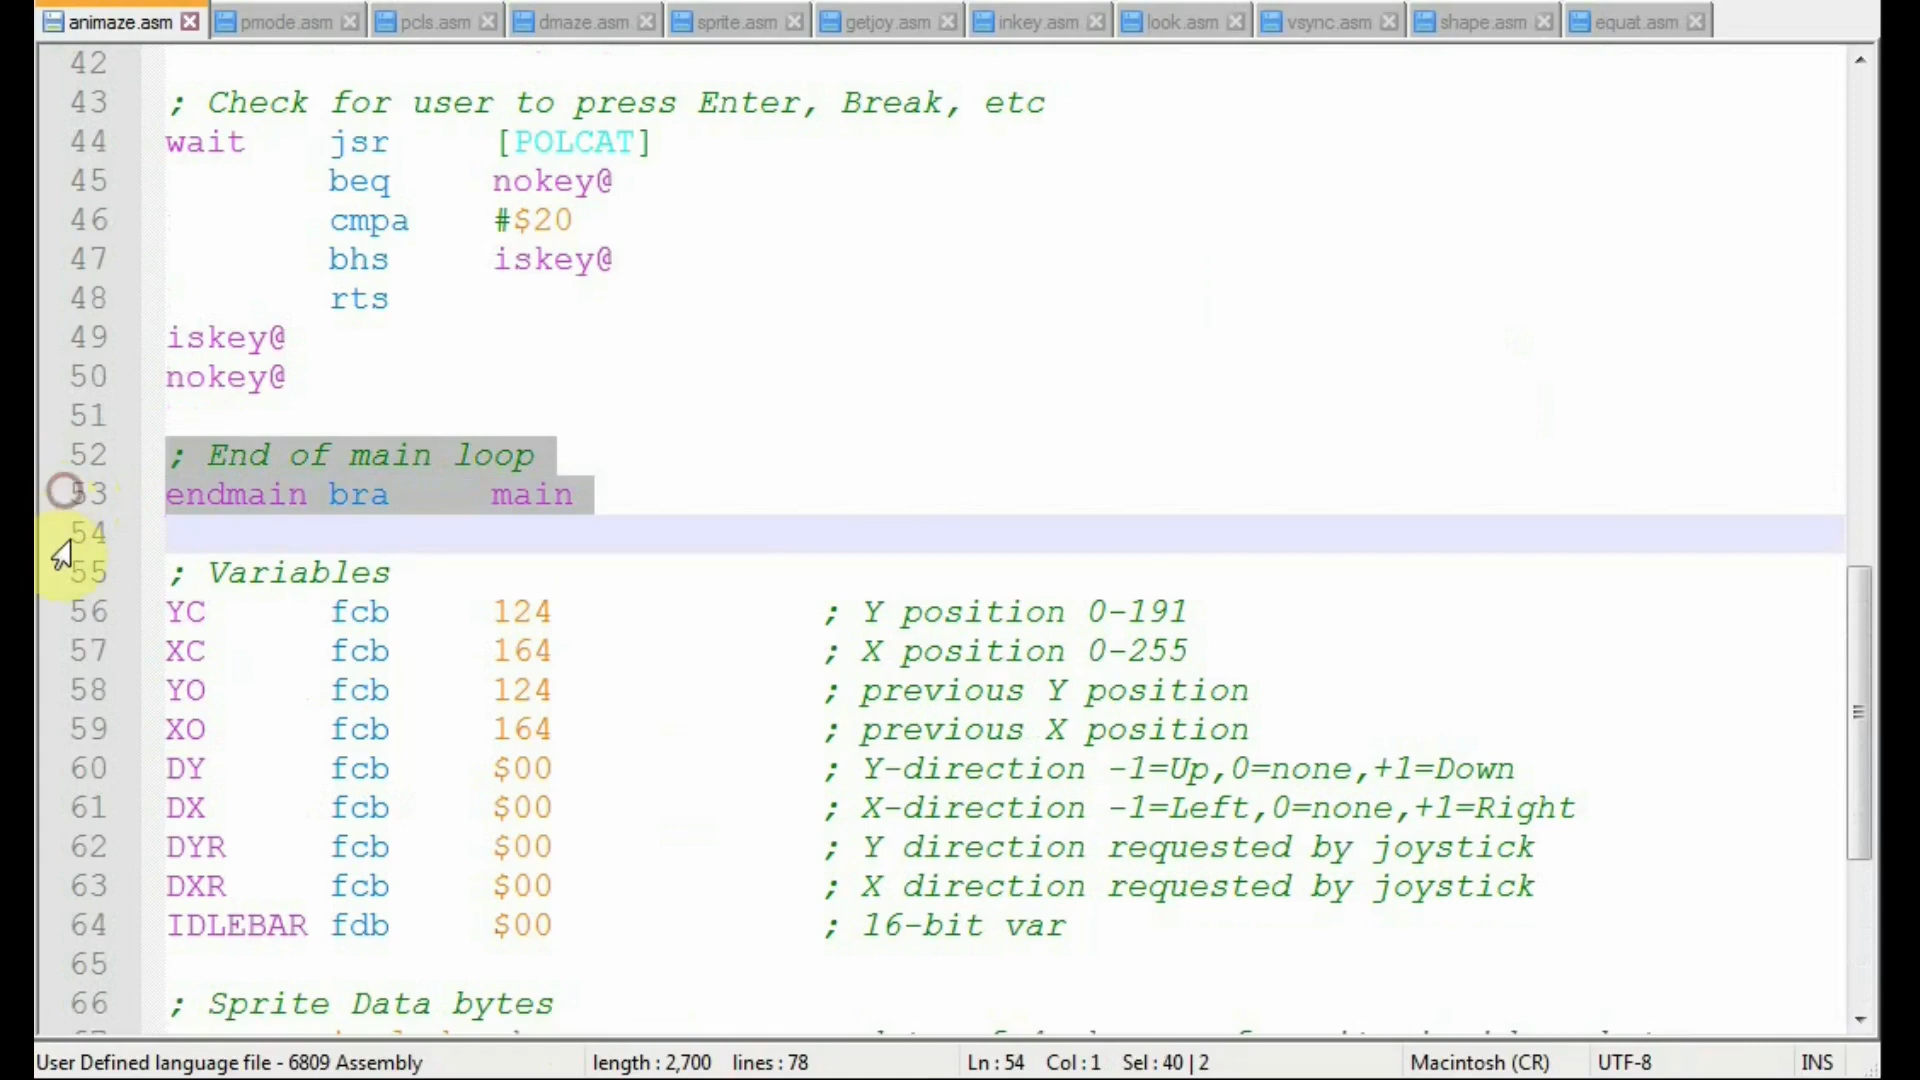 animaze.asm pmode.asm pcls.asm dmaze.asm sprite.asm getjoy.asm inkey.asm look.asm vsync.asm shape.asm equat.asm
42
43 ; Check for user to press Enter, Break, etc
44 wait jsr [POLCAT]
45 beq nokey@
46 cmpa #$20
47 bhs iskey@
48 rts
49 iskey@
50 nokey@
51
52 ; End of main loop
53 endmain bra main
54
55 ; Variables
56 YC fcb 124 ; Y position 0-191
57 XC fcb 164 ; X position 0-255
58 YO fcb 124 ; previous Y position
59 XO fcb 164 ; previous X position
60 DY fcb $00 ; Y-direction -1=Up,0=none,+1=Down
61 DX fcb $00 ; X-direction -1=Left,0=none,+1=Right
62 DYR fcb $00 ; Y direction requested by joystick
63 DXR fcb $00 ; X direction requested by joystick
64 IDLEBAR fdb $00 ; 16-bit var
65
66 ; Sprite Data bytes
User Defined language file - 6809 Assembly length : 2,700 lines : 78 Ln : 54 Col : 1 Sel : 40 | 2 Macintosh (CR) UTF-8 INS